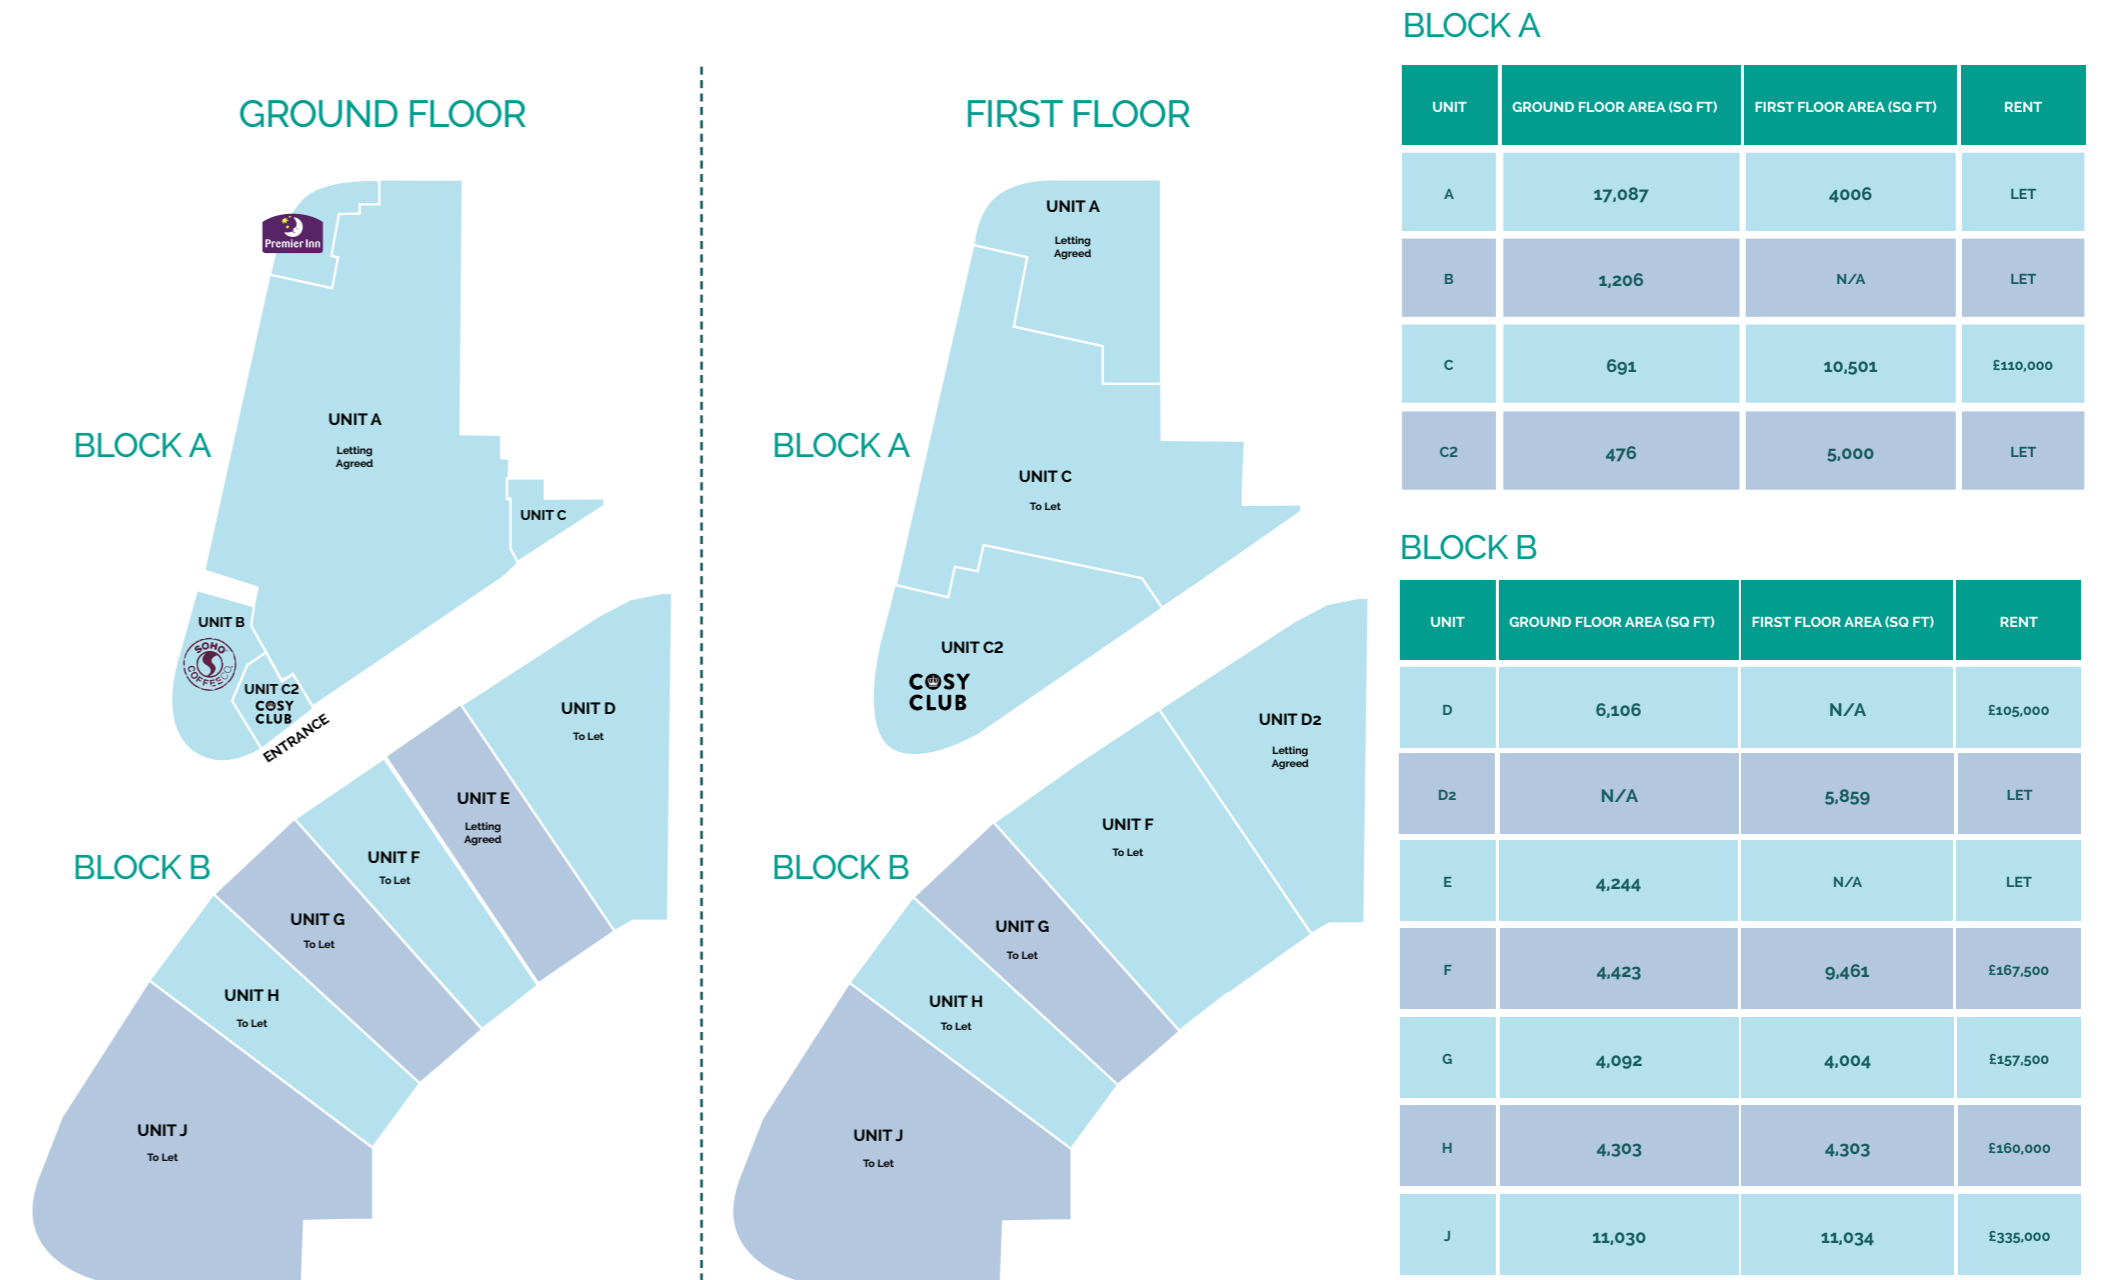 GROUND FLOOR
Premier Inn
BLOCK A
UNIT A
Letting
Agreed
UNIT C
UNIT B
SOHO
COFFEE CO.
UNIT C2
COSY
CLUB
ENTRANCE
BLOCK B
UNIT D
To Let
UNIT E
Letting
Agreed
UNIT F
To Let
UNIT G
To Let
UNIT H
To Let
UNIT J
To Let
FIRST FLOOR
UNIT A
Letting
Agreed
BLOCK A
UNIT C
To Let
UNIT C2
COSY
CLUB
UNIT D2
Letting
Agreed
BLOCK B
UNIT F
To Let
UNIT G
To Let
UNIT H
To Let
UNIT J
To Let
BLOCK A
UNIT GROUND FLOOR AREA (SQ FT) FIRST FLOOR AREA (SQ FT) RENT
A 17,087 4006 LET
B 1,206 N/A LET
C 691 10,501 £110,000
C2 476 5,000 LET
BLOCK B
UNIT GROUND FLOOR AREA (SQ FT) FIRST FLOOR AREA (SQ FT) RENT
D 6,106 N/A £105,000
D2 N/A 5,859 LET
E 4,244 N/A LET
F 4,423 9,461 £167,500
G 4,092 4,004 £157,500
H 4,303 4,303 £160,000
J 11,030 11,034 £335,000